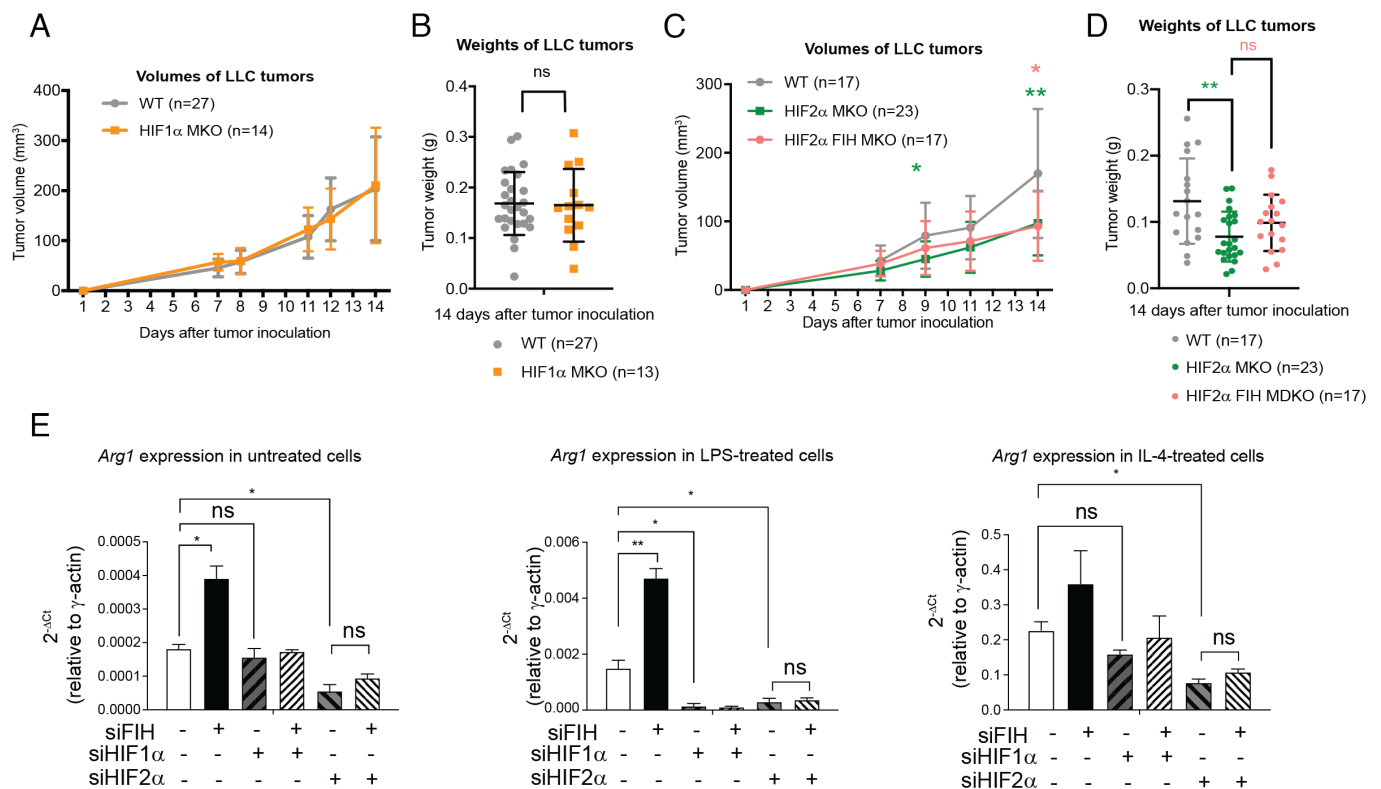 A
Volumes of LLC tumors
WT (n=27)
HIF1α MKO (n=14)
Tumor volume (mm³)
400
300
200
100
0
1 2 3 4 5 6 7 8 9 10 11 12 13 14
Days after tumor inoculation
B
Weights of LLC tumors
ns
Tumor weight (g)
0.4
0.3
0.2
0.1
0.0
14 days after tumor inoculation
WT (n=27)
HIF1α MKO (n=13)
C
Volumes of LLC tumors
WT (n=17)
HIF2α MKO (n=23)
HIF2α FIH MKO (n=17)
*
**
*
Tumor volume (mm³)
300
200
100
0
1 2 3 4 5 6 7 8 9 10 11 12 13 14
Days after tumor inoculation
D
Weights of LLC tumors
ns
**
Tumor weight (g)
0.3
0.2
0.1
0.0
14 days after tumor inoculation
WT (n=17)
HIF2α MKO (n=23)
HIF2α FIH MDKO (n=17)
E
Arg1 expression in untreated cells
*
ns
*
ns
2-ΔCt
(relative to γ-actin)
0.0005
0.0004
0.0003
0.0002
0.0001
0.0000
siFIH - + - + - +
siHIF1α - - + + - -
siHIF2α - - - - + +
Arg1 expression in LPS-treated cells
*
*
**
ns
2-ΔCt
(relative to γ-actin)
0.006
0.004
0.002
0.000
siFIH - + - + - +
siHIF1α - - + + - -
siHIF2α - - - - + +
Arg1 expression in IL-4-treated cells
*
ns
ns
2-ΔCt
(relative to γ-actin)
0.5
0.4
0.3
0.2
0.1
0.0
siFIH - + - + - +
siHIF1α - - + + - -
siHIF2α - - - - + +